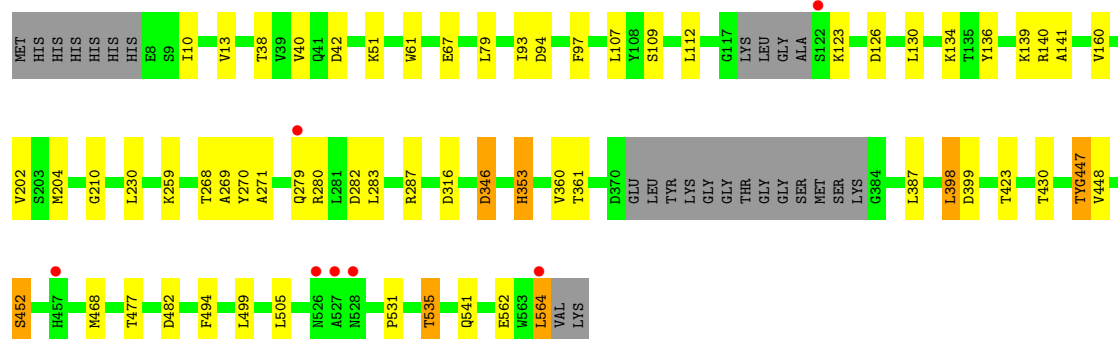 MET HIS HIS HIS HIS HIS HIS E8 S9 I10 V13 T38 V39 V40 Q41 D42 K51 W61 E67 L79 I93 D94 F97 L107 Y108 S109 L112 G117 LYS LEU GLY ALA S122 K123 D126 L130 K134 T135 Y136 K139 R140 A141 V160
V202 S203 M204 G210 L230 K259 T268 A269 Y270 A271 Q279 R280 L281 D282 L283 R287 D316 D346 H353 V360 T361 D370 GLU LEU TYR LYS GLY GLY THR GLY GLY SER MET SER LYS G384 L387 L398 D399 T423 T430 TYG447 V448
S452 H457 M468 T477 D482 F494 L499 L505 N526 A527 N528 P531 T535 Q541 E562 W563 L564 VAL LYS